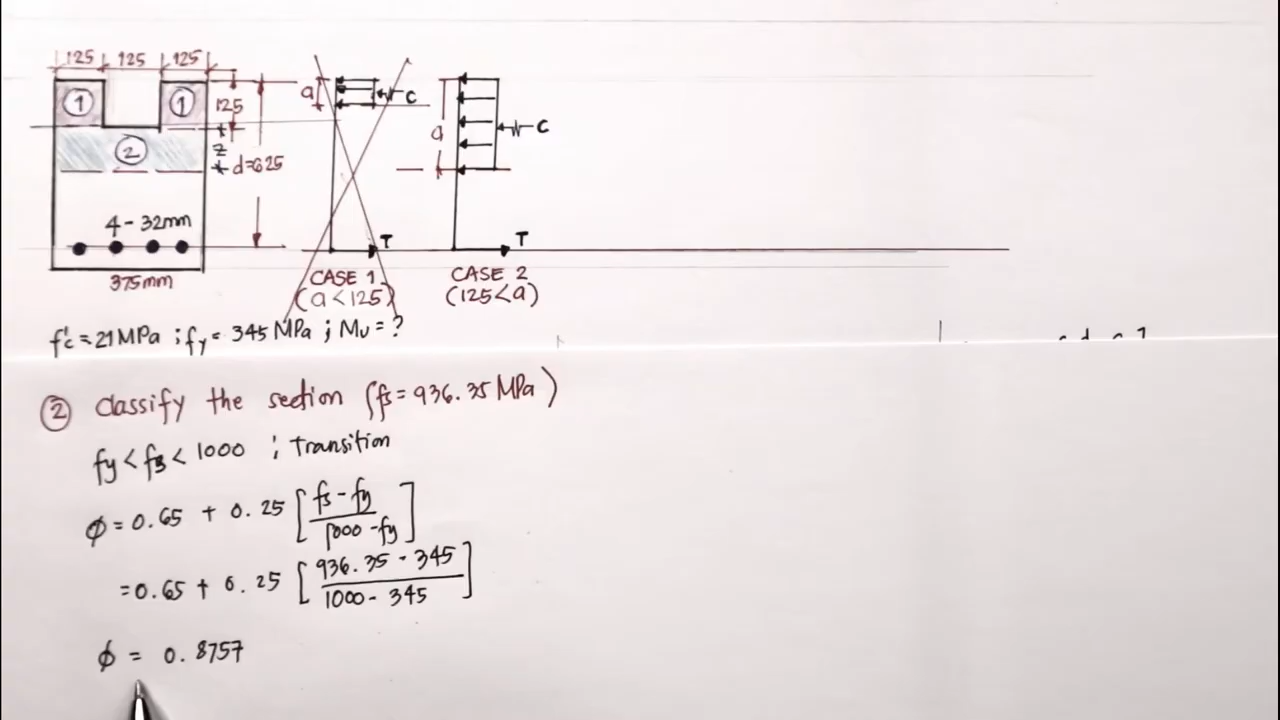 125 125 125
1 1
125
2
z
d=625
4 - 32mm
375mm
a
C
T
CASE 1
(a < 125)
a
C
T
CASE 2
(125 < a)
f'c = 21 MPa ; fy = 345 MPa ; Mu = ?
2 Classify the section (fs = 936.35 MPa)
fy < fs < 1000 ; Transition
ϕ = 0.65 + 0.25 [fs - fy / 1000 - fy]
= 0.65 + 0.25 [936.35 - 345 / 1000 - 345]
ϕ = 0.8757